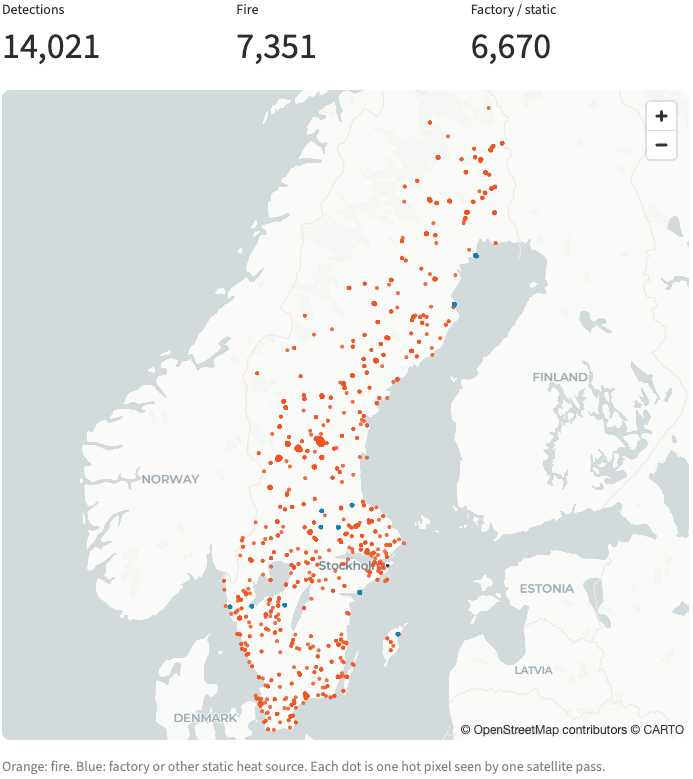 Detections Fire Factory / static
14,021 7,351 6,670
+
−
FINLAND
NORWAY
Stockholm
ESTONIA
LATVIA
DENMARK
© OpenStreetMap contributors © CARTO
Orange: fire. Blue: factory or other static heat source. Each dot is one hot pixel seen by one satellite pass.